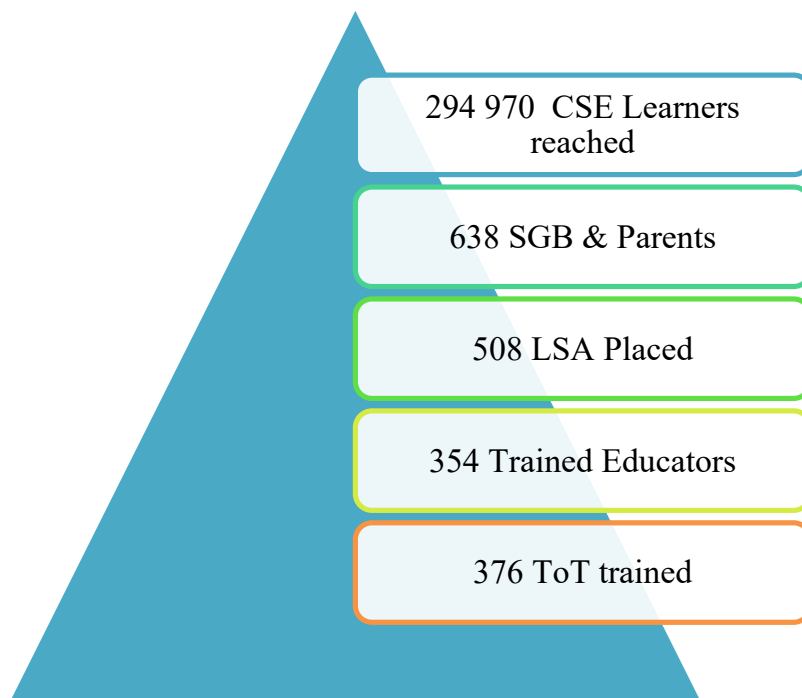 294 970  CSE Learners
reached
638 SGB & Parents
508 LSA Placed
354 Trained Educators
376 ToT trained